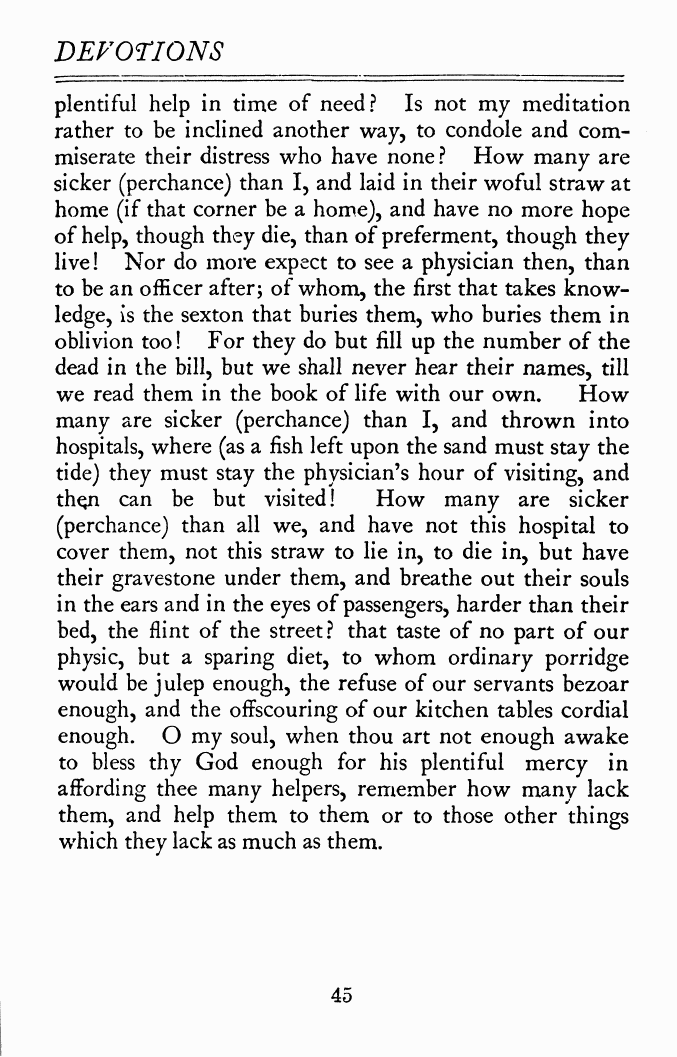 DEVOTIONS
plentiful help in time of need? Is not my meditation
rather to be inclined another way, to condole and com-
miserate their distress who have none? How many are
sicker (perchance) than I, and laid in their woful straw at
home (if that corner be a home), and have no more hope
of help, though they die, than of preferment, though they
live! Nor do more expect to see a physician then, than
to be an officer after; of whom, the first that takes know-
ledge, is the sexton that buries them, who buries them in
oblivion too! For they do but fill up the number of the
dead in the bill, but we shall never hear their names, till
we read them in the book of life with our own. How
many are sicker (perchance) than I, and thrown into
hospitals, where (as a fish left upon the sand must stay the
tide) they must stay the physician's hour of visiting, and
then can be but visited! How many are sicker
(perchance) than all we, and have not this hospital to
cover them, not this straw to lie in, to die in, but have
their gravestone under them, and breathe out their souls
in the ears and in the eyes of passengers, harder than their
bed, the flint of the street? that taste of no part of our
physic, but a sparing diet, to whom ordinary porridge
would be julep enough, the refuse of our servants bezoar
enough, and the offscouring of our kitchen tables cordial
enough. O my soul, when thou art not enough awake
to bless thy God enough for his plentiful mercy in
affording thee many helpers, remember how many lack
them, and help them to them or to those other things
which they lack as much as them.
45